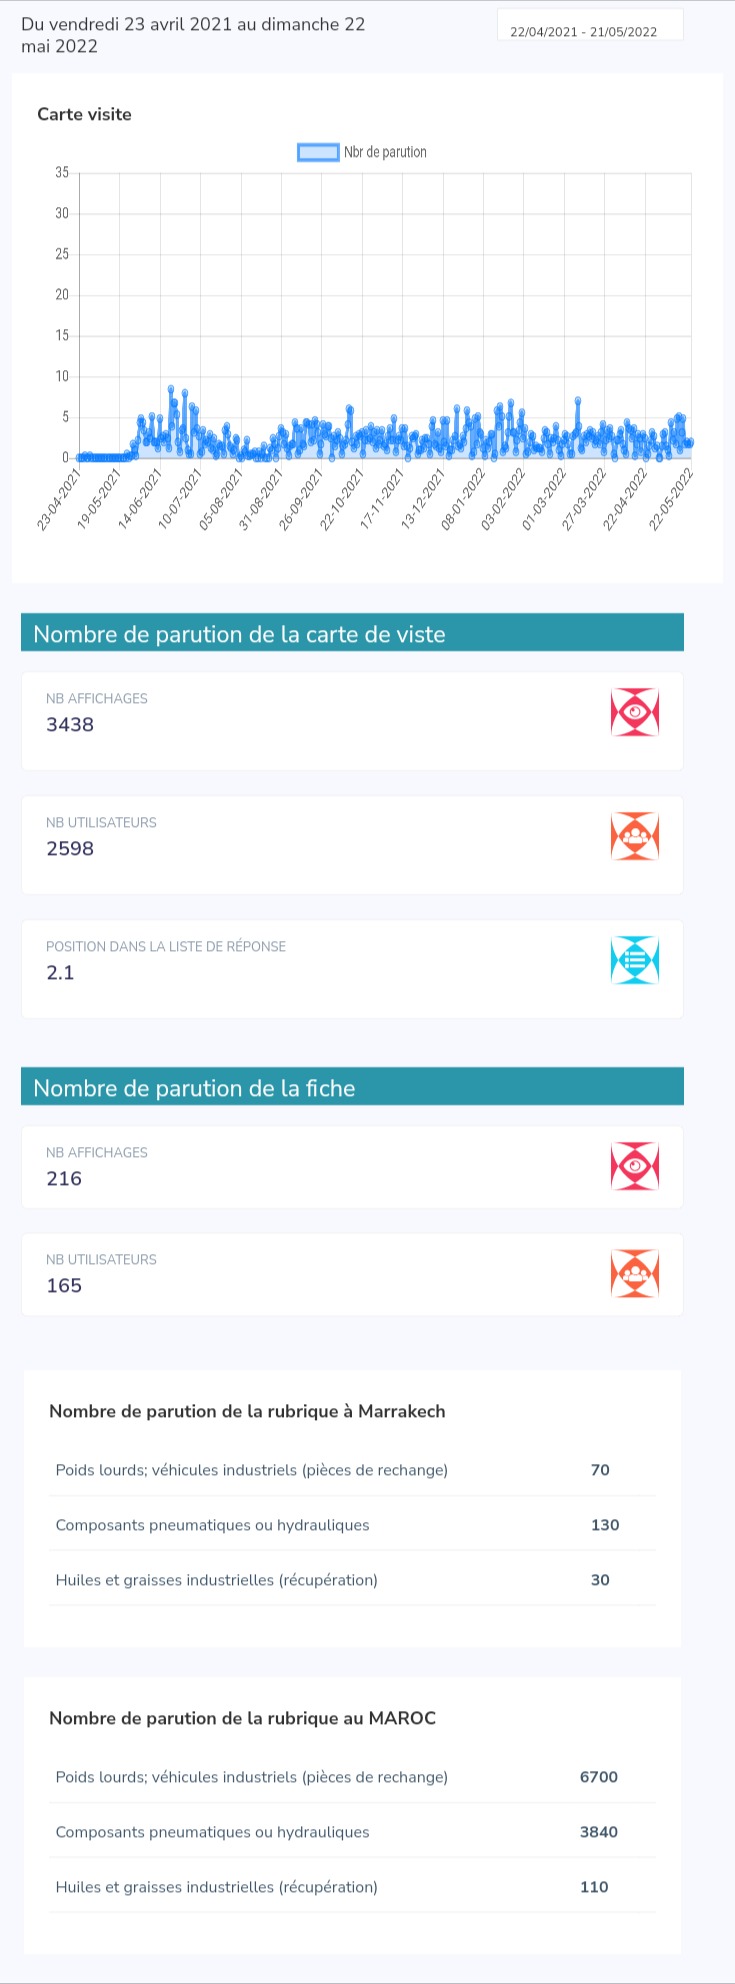 Du vendredi 23 avril 2021 au dimanche 22
mai 2022
22/04/2021 - 21/05/2022
Carte visite
Nbr de parution
35
30
25
20
15
10
5
0
23-04-2021
19-05-2021
14-06-2021
10-07-2021
05-08-2021
31-08-2021
26-09-2021
22-10-2021
17-11-2021
13-12-2021
08-01-2022
03-02-2022
01-03-2022
27-03-2022
22-04-2022
22-05-2022
Nombre de parution de la carte de viste
NB AFFICHAGES
3438
NB UTILISATEURS
2598
POSITION DANS LA LISTE DE RÉPONSE
2.1
Nombre de parution de la fiche
NB AFFICHAGES
216
NB UTILISATEURS
165
Nombre de parution de la rubrique à Marrakech
Poids lourds; véhicules industriels (pièces de rechange) 70
Composants pneumatiques ou hydrauliques 130
Huiles et graisses industrielles (récupération) 30
Nombre de parution de la rubrique au MAROC
Poids lourds; véhicules industriels (pièces de rechange) 6700
Composants pneumatiques ou hydrauliques 3840
Huiles et graisses industrielles (récupération) 110